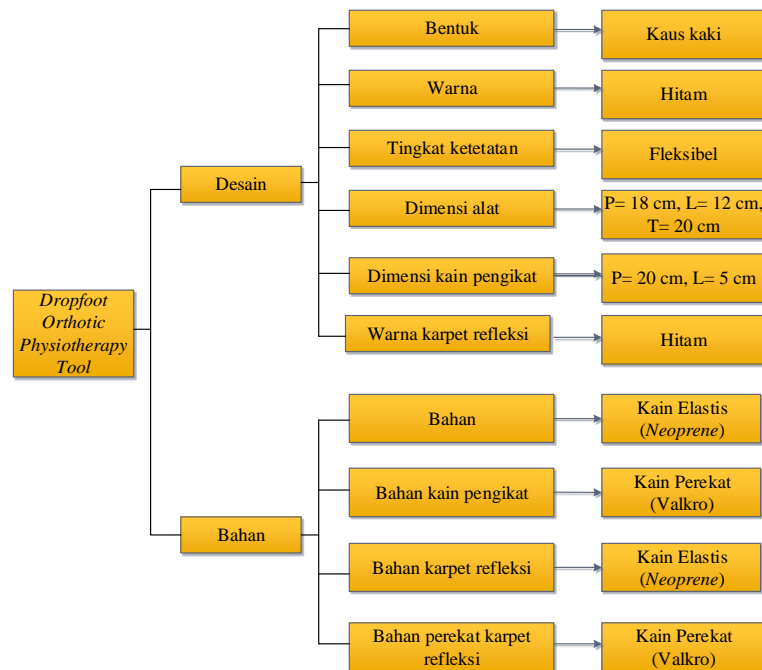 Dropfoot
Orthotic
Physiotherapy
Tool
Desain
Bentuk
Kaus kaki
Warna
Hitam
Tingkat ketetatan
Fleksibel
Dimensi alat
P= 18 cm, L= 12 cm,
T= 20 cm
Dimensi kain pengikat
P= 20 cm, L= 5 cm
Warna karpet refleksi
Hitam
Bahan
Bahan
Kain Elastis
(Neoprene)
Bahan kain pengikat
Kain Perekat
(Valkro)
Bahan karpet refleksi
Kain Elastis
(Neoprene)
Bahan perekat karpet
refleksi
Kain Perekat
(Valkro)